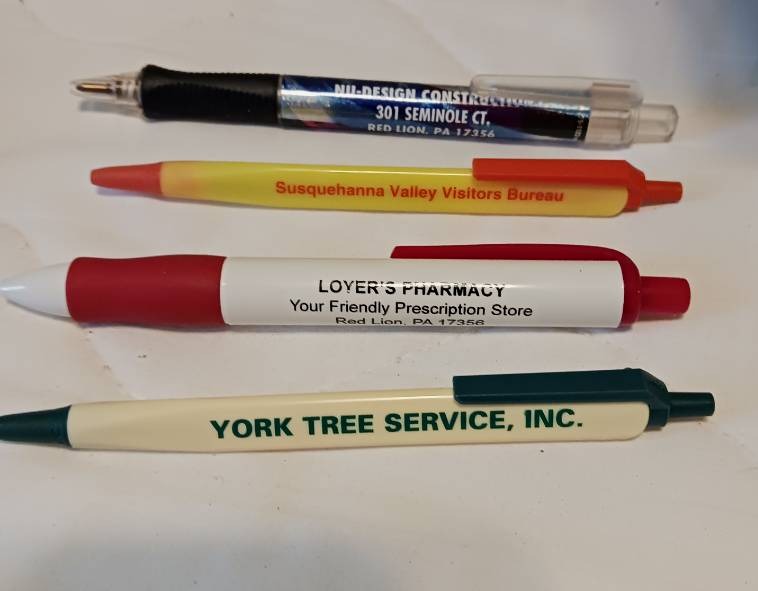 NU-DESIGN CONSTRUCTION
301 SEMINOLE CT.
RED LION, PA 17356
Susquehanna Valley Visitors Bureau
LOYER'S PHARMACY
Your Friendly Prescription Store
Red Lion, PA 17356
YORK TREE SERVICE, INC.